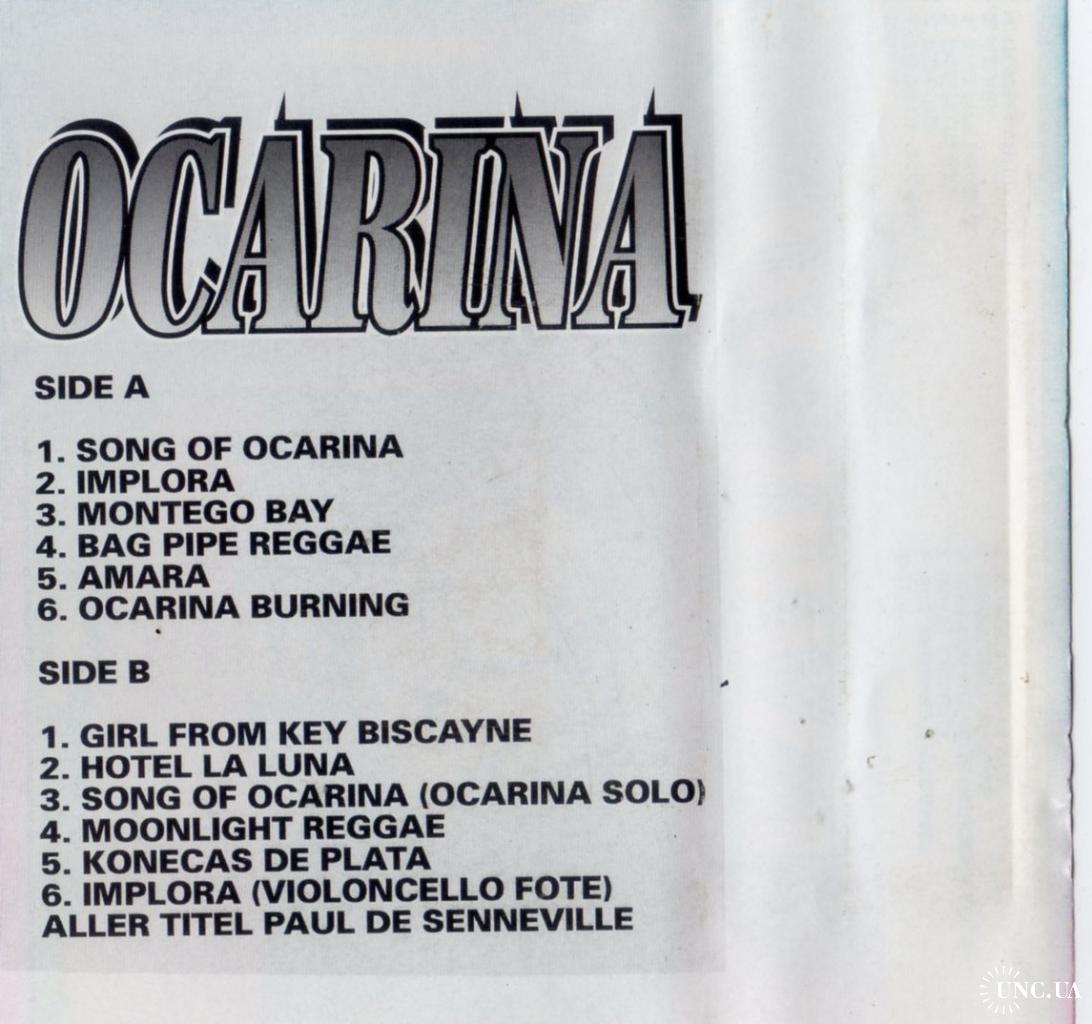 OCARINA
SIDE A
1. SONG OF OCARINA
2. IMPLORA
3. MONTEGO BAY
4. BAG PIPE REGGAE
5. AMARA
6. OCARINA BURNING
SIDE B
1. GIRL FROM KEY BISCAYNE
2. HOTEL LA LUNA
3. SONG OF OCARINA (OCARINA SOLO)
4. MOONLIGHT REGGAE
5. KONECAS DE PLATA
6. IMPLORA (VIOLONCELLO FOTE)
ALLER TITEL PAUL DE SENNEVILLE
UNC.UA